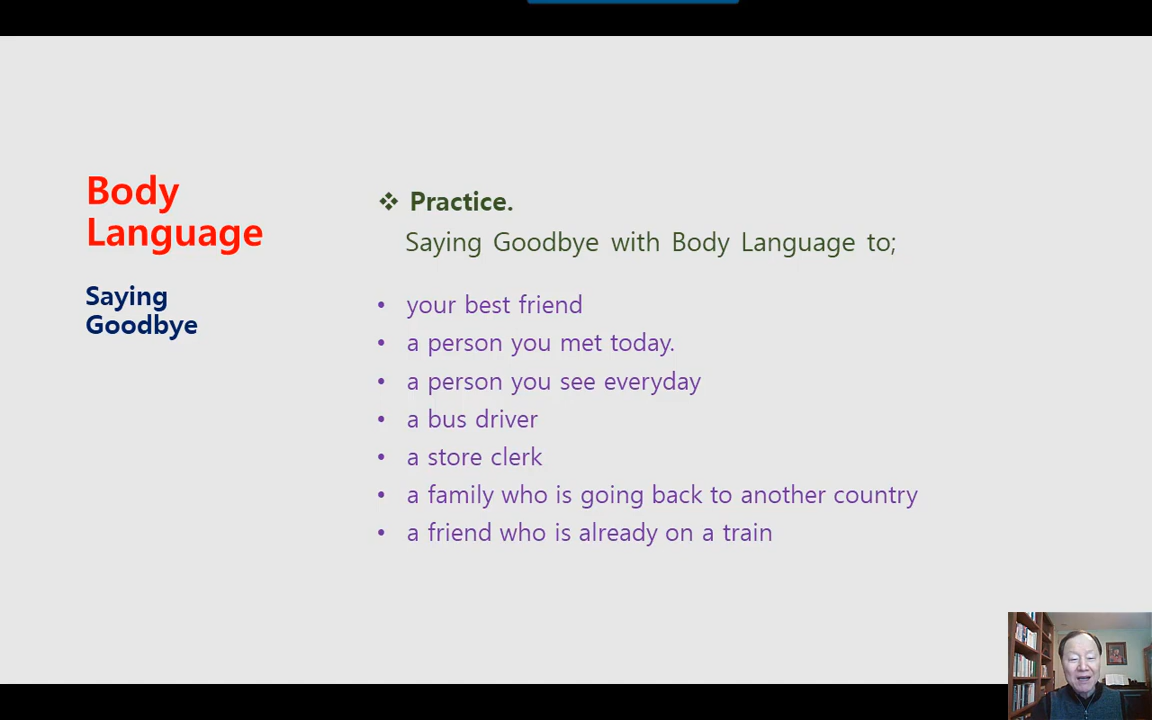 Body
Language
Saying
Goodbye
❖ Practice.
Saying Goodbye with Body Language to;
• your best friend
• a person you met today.
• a person you see everyday
• a bus driver
• a store clerk
• a family who is going back to another country
• a friend who is already on a train